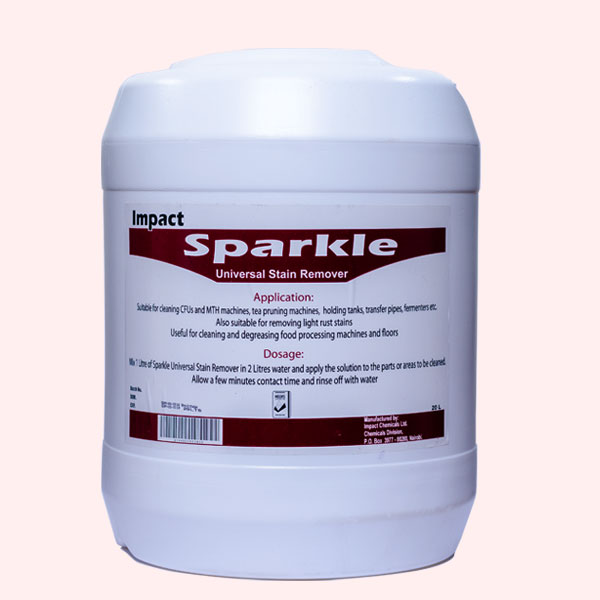 Impact
Sparkle
Universal Stain Remover
Application:
Suitable for cleaning CFUs and MTH machines, tea pruning machines, holding tanks, transfer pipes, fermenters etc.
Also suitable for removing light rust stains
Useful for cleaning and degreasing food processing machines and floors
Dosage:
Mix 1 Litre of Sparkle Universal Stain Remover in 2 Litres water and apply the solution to the parts or areas to be cleaned.
Allow a few minutes contact time and rinse off with water
Batch No.
20 L
Manufactured by:
Impact Chemicals Ltd.
Chemicals Division,
P.O. Box